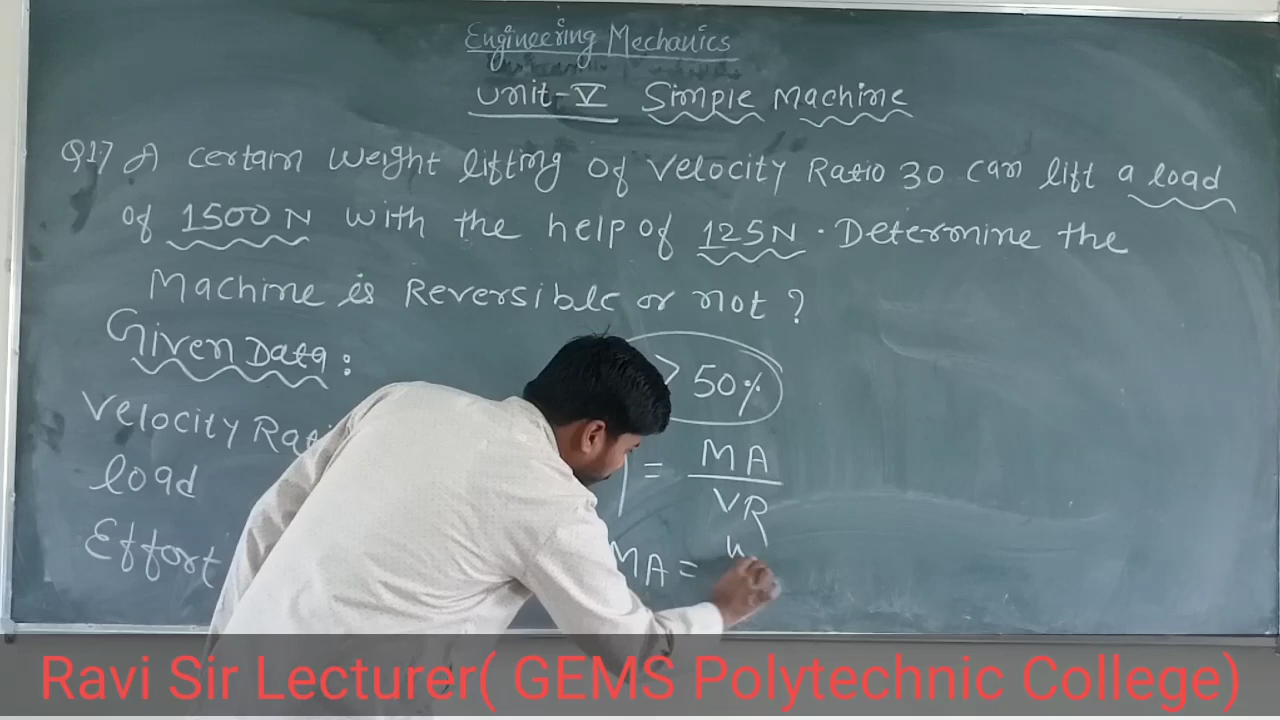 Engineering Mechanics
Unit-V Simple Machine
Q17 A certain weight lifting of velocity Ratio 30 can lift a load
of 1500 N with the help of 125N. Determine the
Machine is Reversible or not?
Given Data:
> 50%
Velocity
= MA / VR
load
Effort
MA =
Ravi Sir Lecturer( GEMS Polytechnic College)